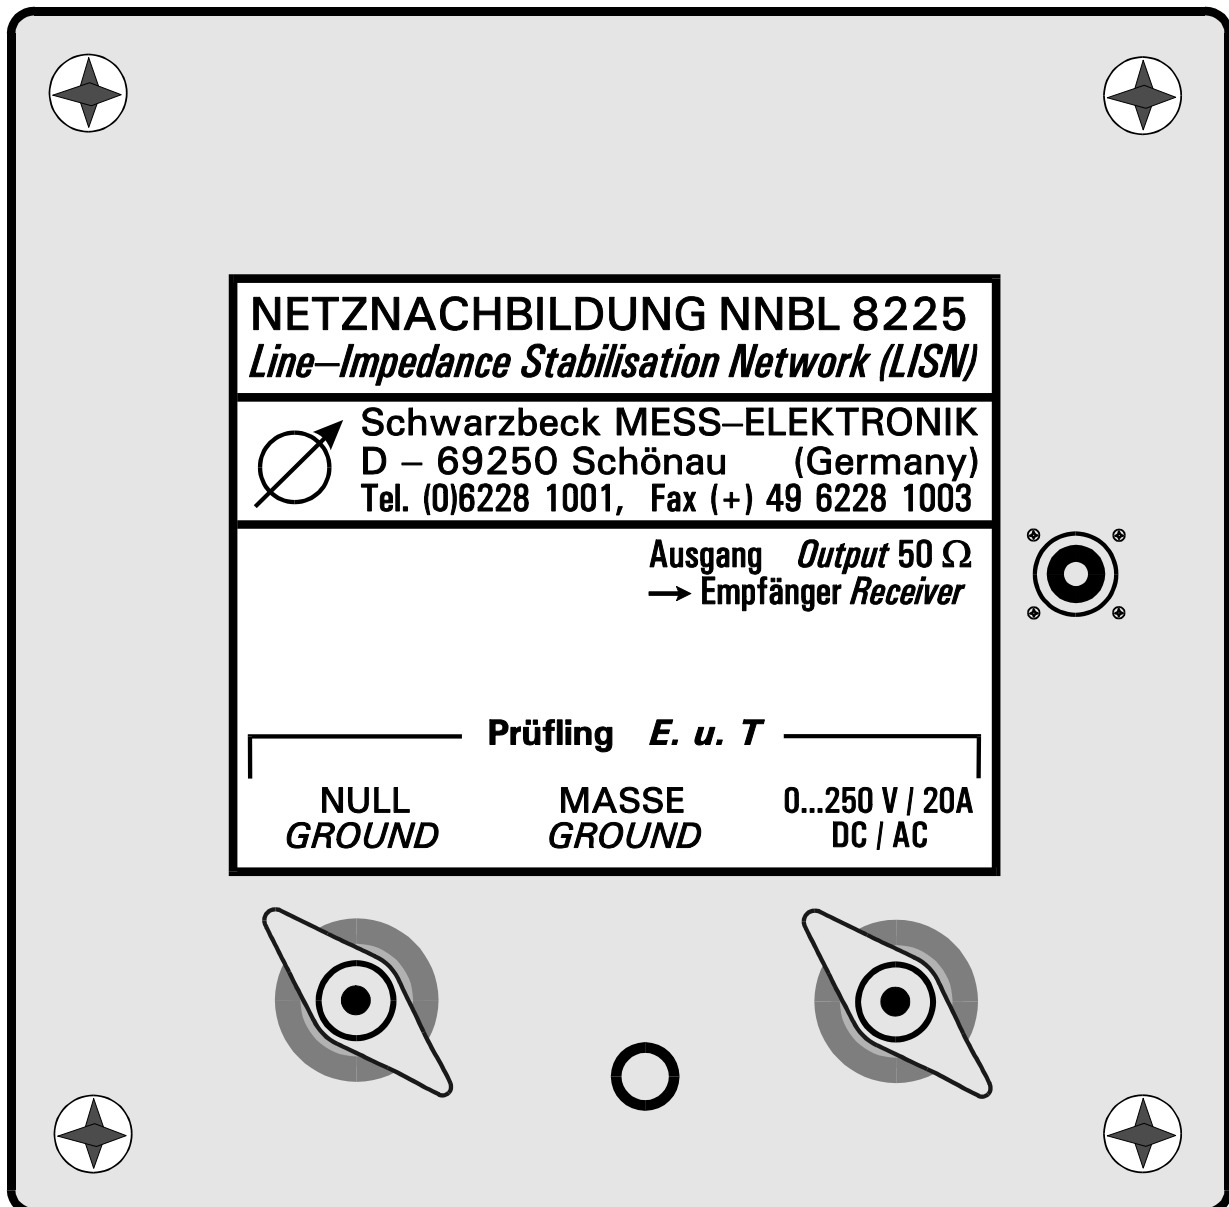 NETZNACHBILDUNG NNBL 8225
Line–Impedance Stabilisation Network (LISN)
Schwarzbeck MESS–ELEKTRONIK
D – 69250 Schönau (Germany)
Tel. (0)6228 1001, Fax (+) 49 6228 1003
Ausgang Output 50 Ω
→ Empfänger Receiver
Prüfling E. u. T
NULL MASSE 0...250 V / 20A
GROUND GROUND DC / AC